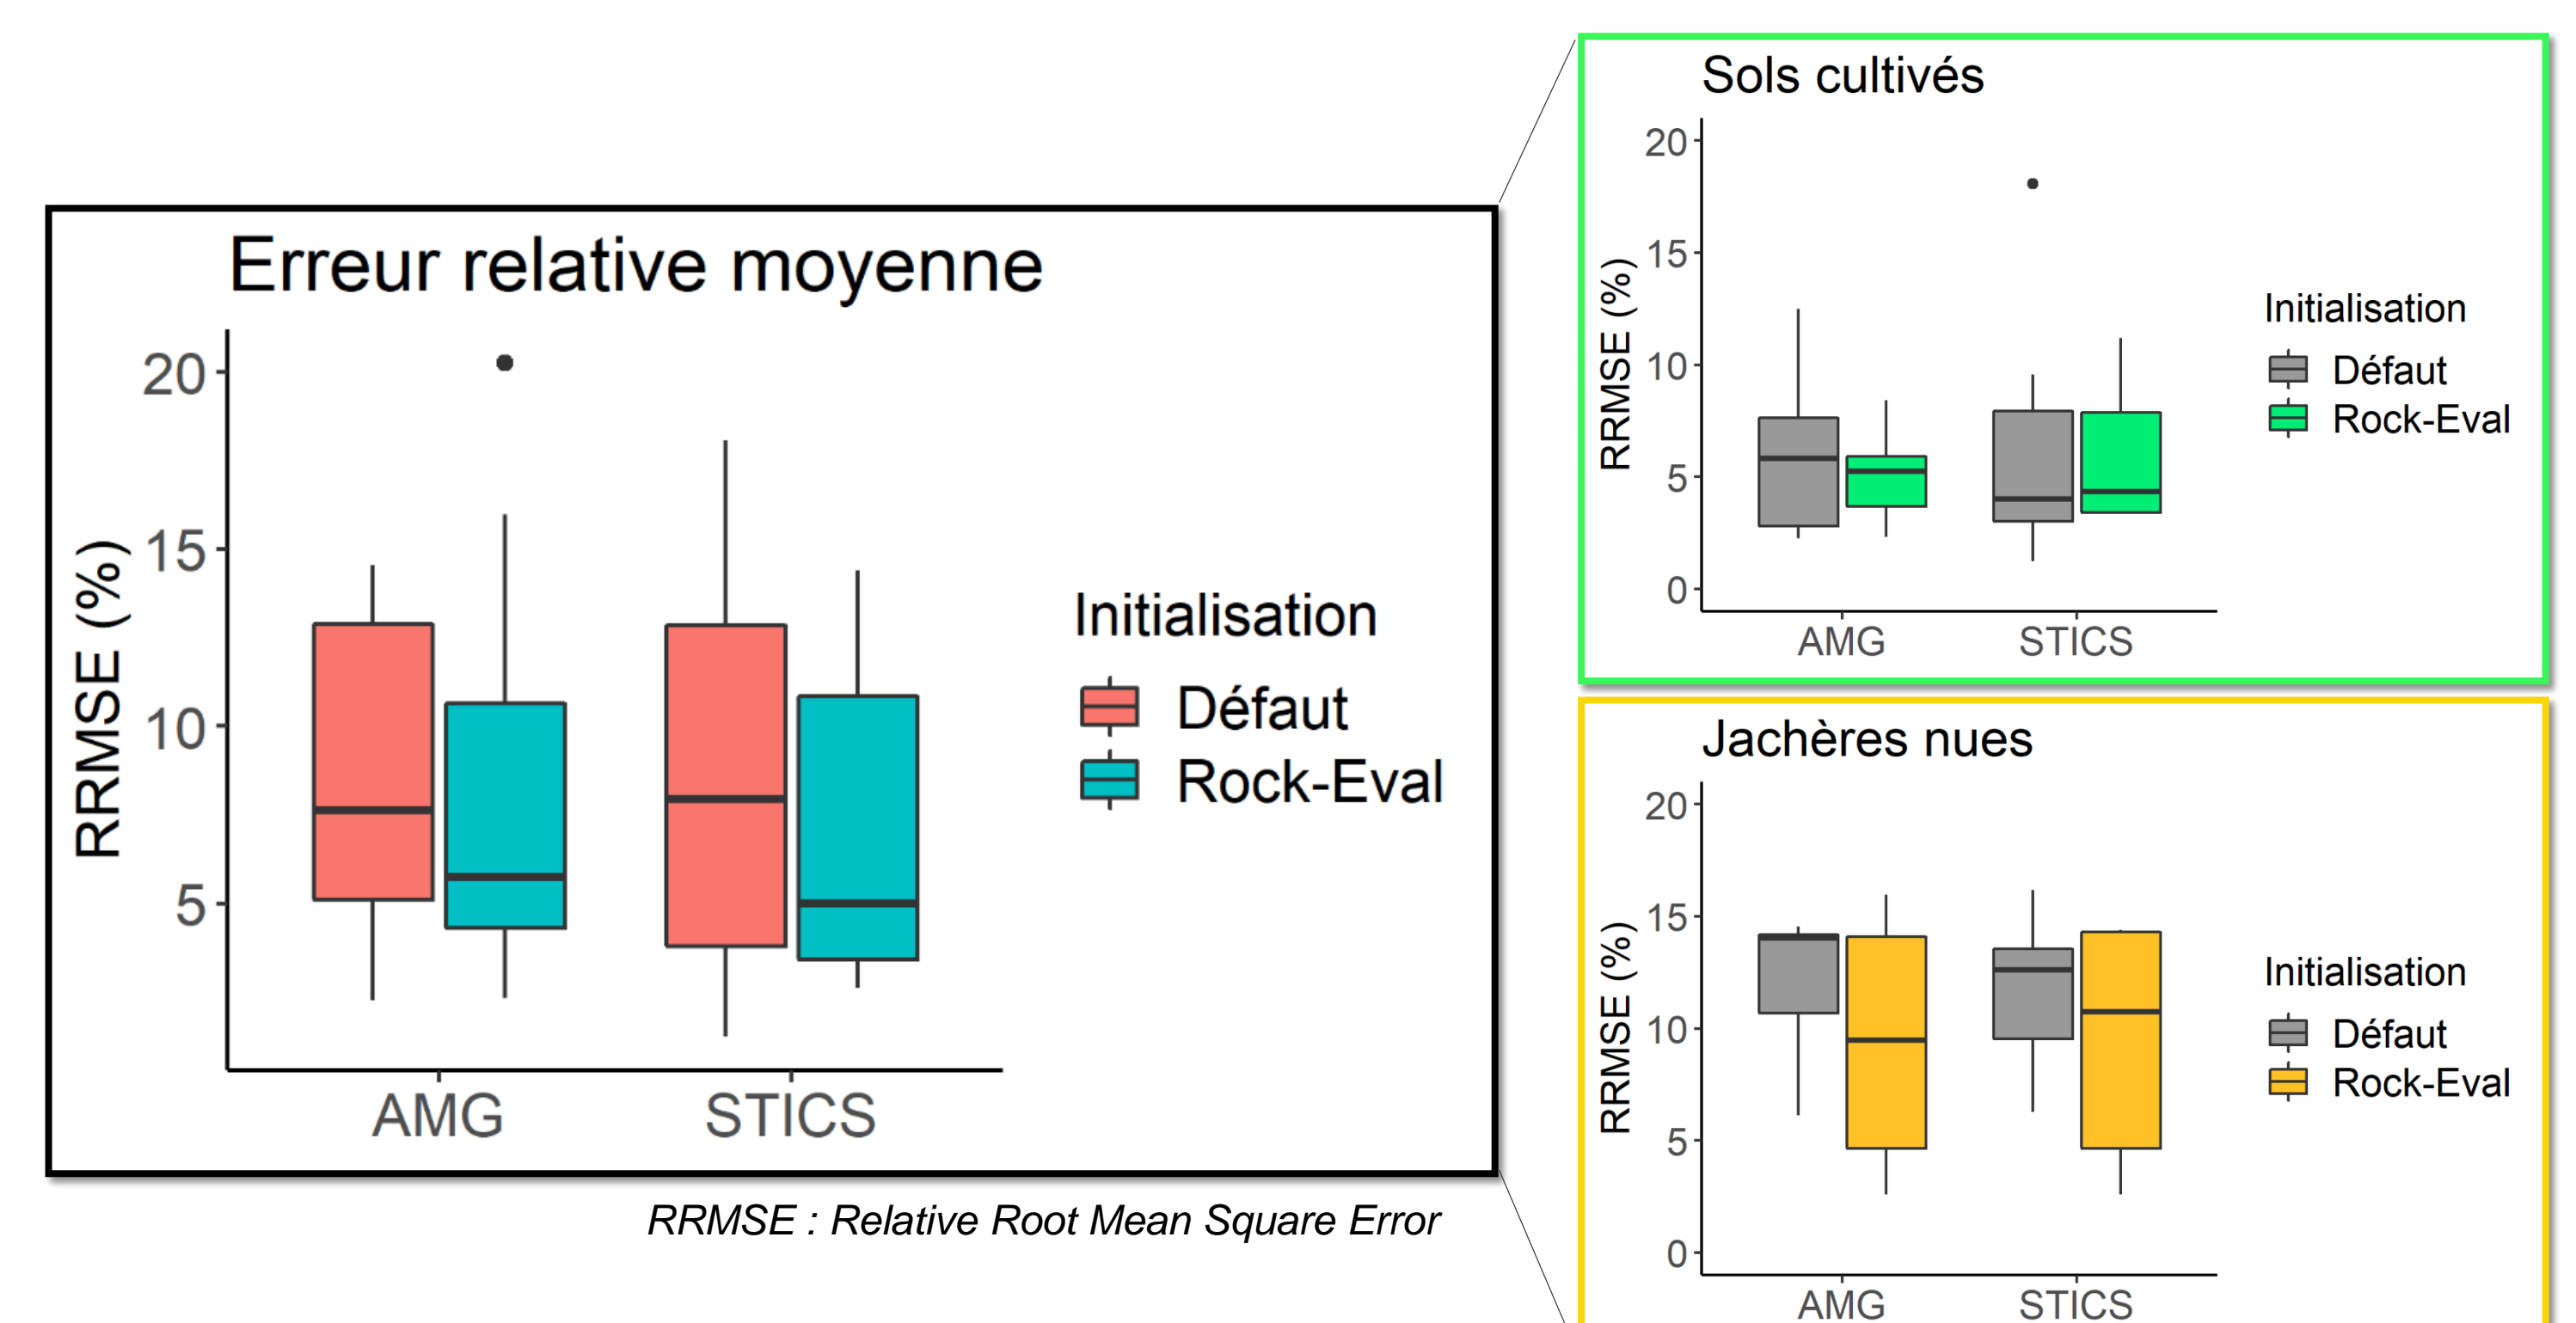 Erreur relative moyenne
RRMSE (%)
20
15
10
5
AMG STICS
Initialisation
Défaut
Rock-Eval
RRMSE : Relative Root Mean Square Error
Sols cultivés
RRMSE (%)
20
15
10
5
0
AMG STICS
Initialisation
Défaut
Rock-Eval
Jachères nues
RRMSE (%)
20
15
10
5
0
AMG STICS
Initialisation
Défaut
Rock-Eval